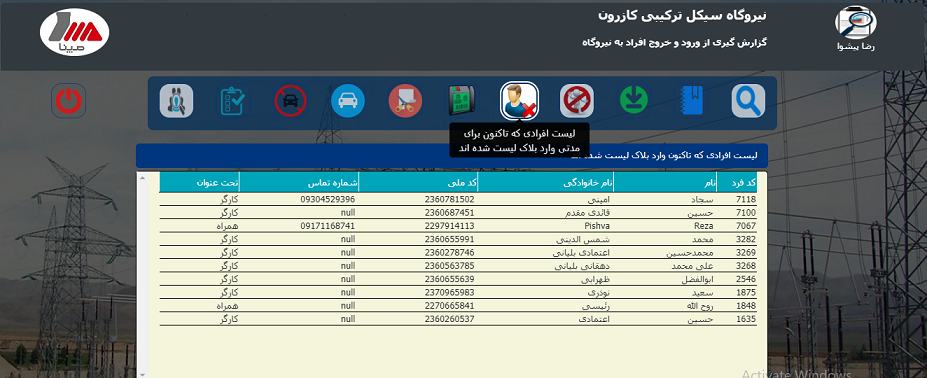 نیروگاه سیکل ترکیبی کازرون
گزارش گیری از ورود و خروج افراد به نیروگاه
رضا پیشوا
مپنا
لیست افرادی که تاکنون برای
مدتی وارد بلاک لیست شده اند
لیست افرادی که تاکنون وارد بلاک لیست شده اند
کد فرد نام نام خانوادگی کد ملی شماره تماس تحت عنوان
7118 سجاد امینی 2360781502 09304529396 کارگر
7100 حسین قائدی مقدم 2360687451 null کارگر
7067 Reza Pishva 2297914113 09171168741 همراه
3282 محمد شمس الدینی 2360655991 null کارگر
3269 محمدحسین اعتمادی بلیانی 2360278746 null کارگر
3268 علی محمد دهقانی بلیانی 2360563785 null کارگر
2546 ابوالفضل طهرابی 2360655639 null کارگر
1875 سعید نوذری 2370965983 null کارگر
1848 روح الله رئیسی 2270665841 null همراه
1635 حسین اعتمادی 2360260537 null کارگر
Activate Windows